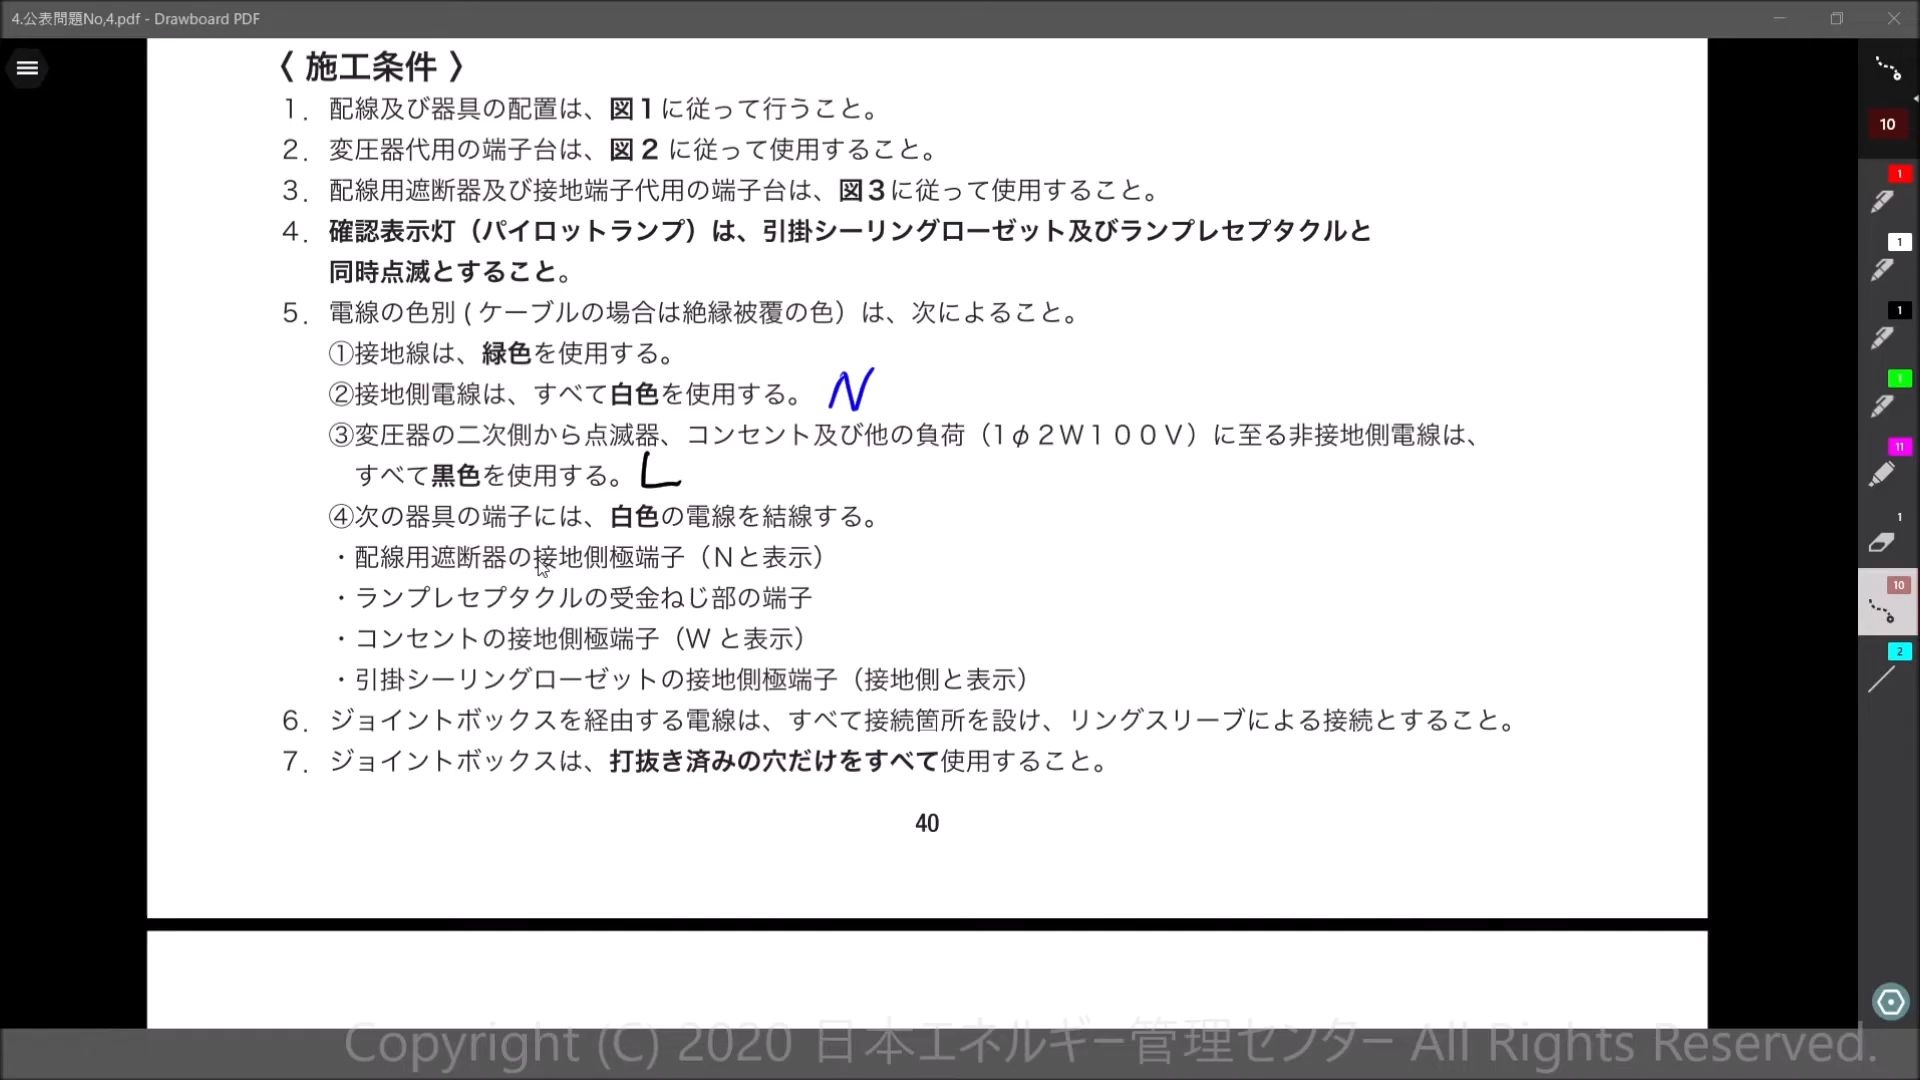 4.公表問題No,4.pdf - Drawboard PDF
〈 施工条件 〉
１．配線及び器具の配置は、図１に従って行うこと。
２．変圧器代用の端子台は、図２ に従って使用すること。
３．配線用遮断器及び接地端子代用の端子台は、図３に従って使用すること。
４．確認表示灯（パイロットランプ）は、引掛シーリングローゼット及びランプレセプタクルと
同時点滅とすること。
５．電線の色別 ( ケーブルの場合は絶縁被覆の色）は、次によること。
①接地線は、緑色を使用する。
②接地側電線は、すべて白色を使用する。 N
③変圧器の二次側から点滅器、コンセント及び他の負荷（1φ２W１００V）に至る非接地側電線は、
すべて黒色を使用する。 L
④次の器具の端子には、白色の電線を結線する。
・配線用遮断器の接地側極端子（Nと表示）
・ランプレセプタクルの受金ねじ部の端子
・コンセントの接地側極端子（W と表示）
・引掛シーリングローゼットの接地側極端子（接地側と表示）
６．ジョイントボックスを経由する電線は、すべて接続箇所を設け、リングスリーブによる接続とすること。
７．ジョイントボックスは、打抜き済みの穴だけをすべて使用すること。
40
10
1
1
1
1
11
1
10
2
Copyright (C) 2020 日本エネルギー管理センター All Rights Reserved.